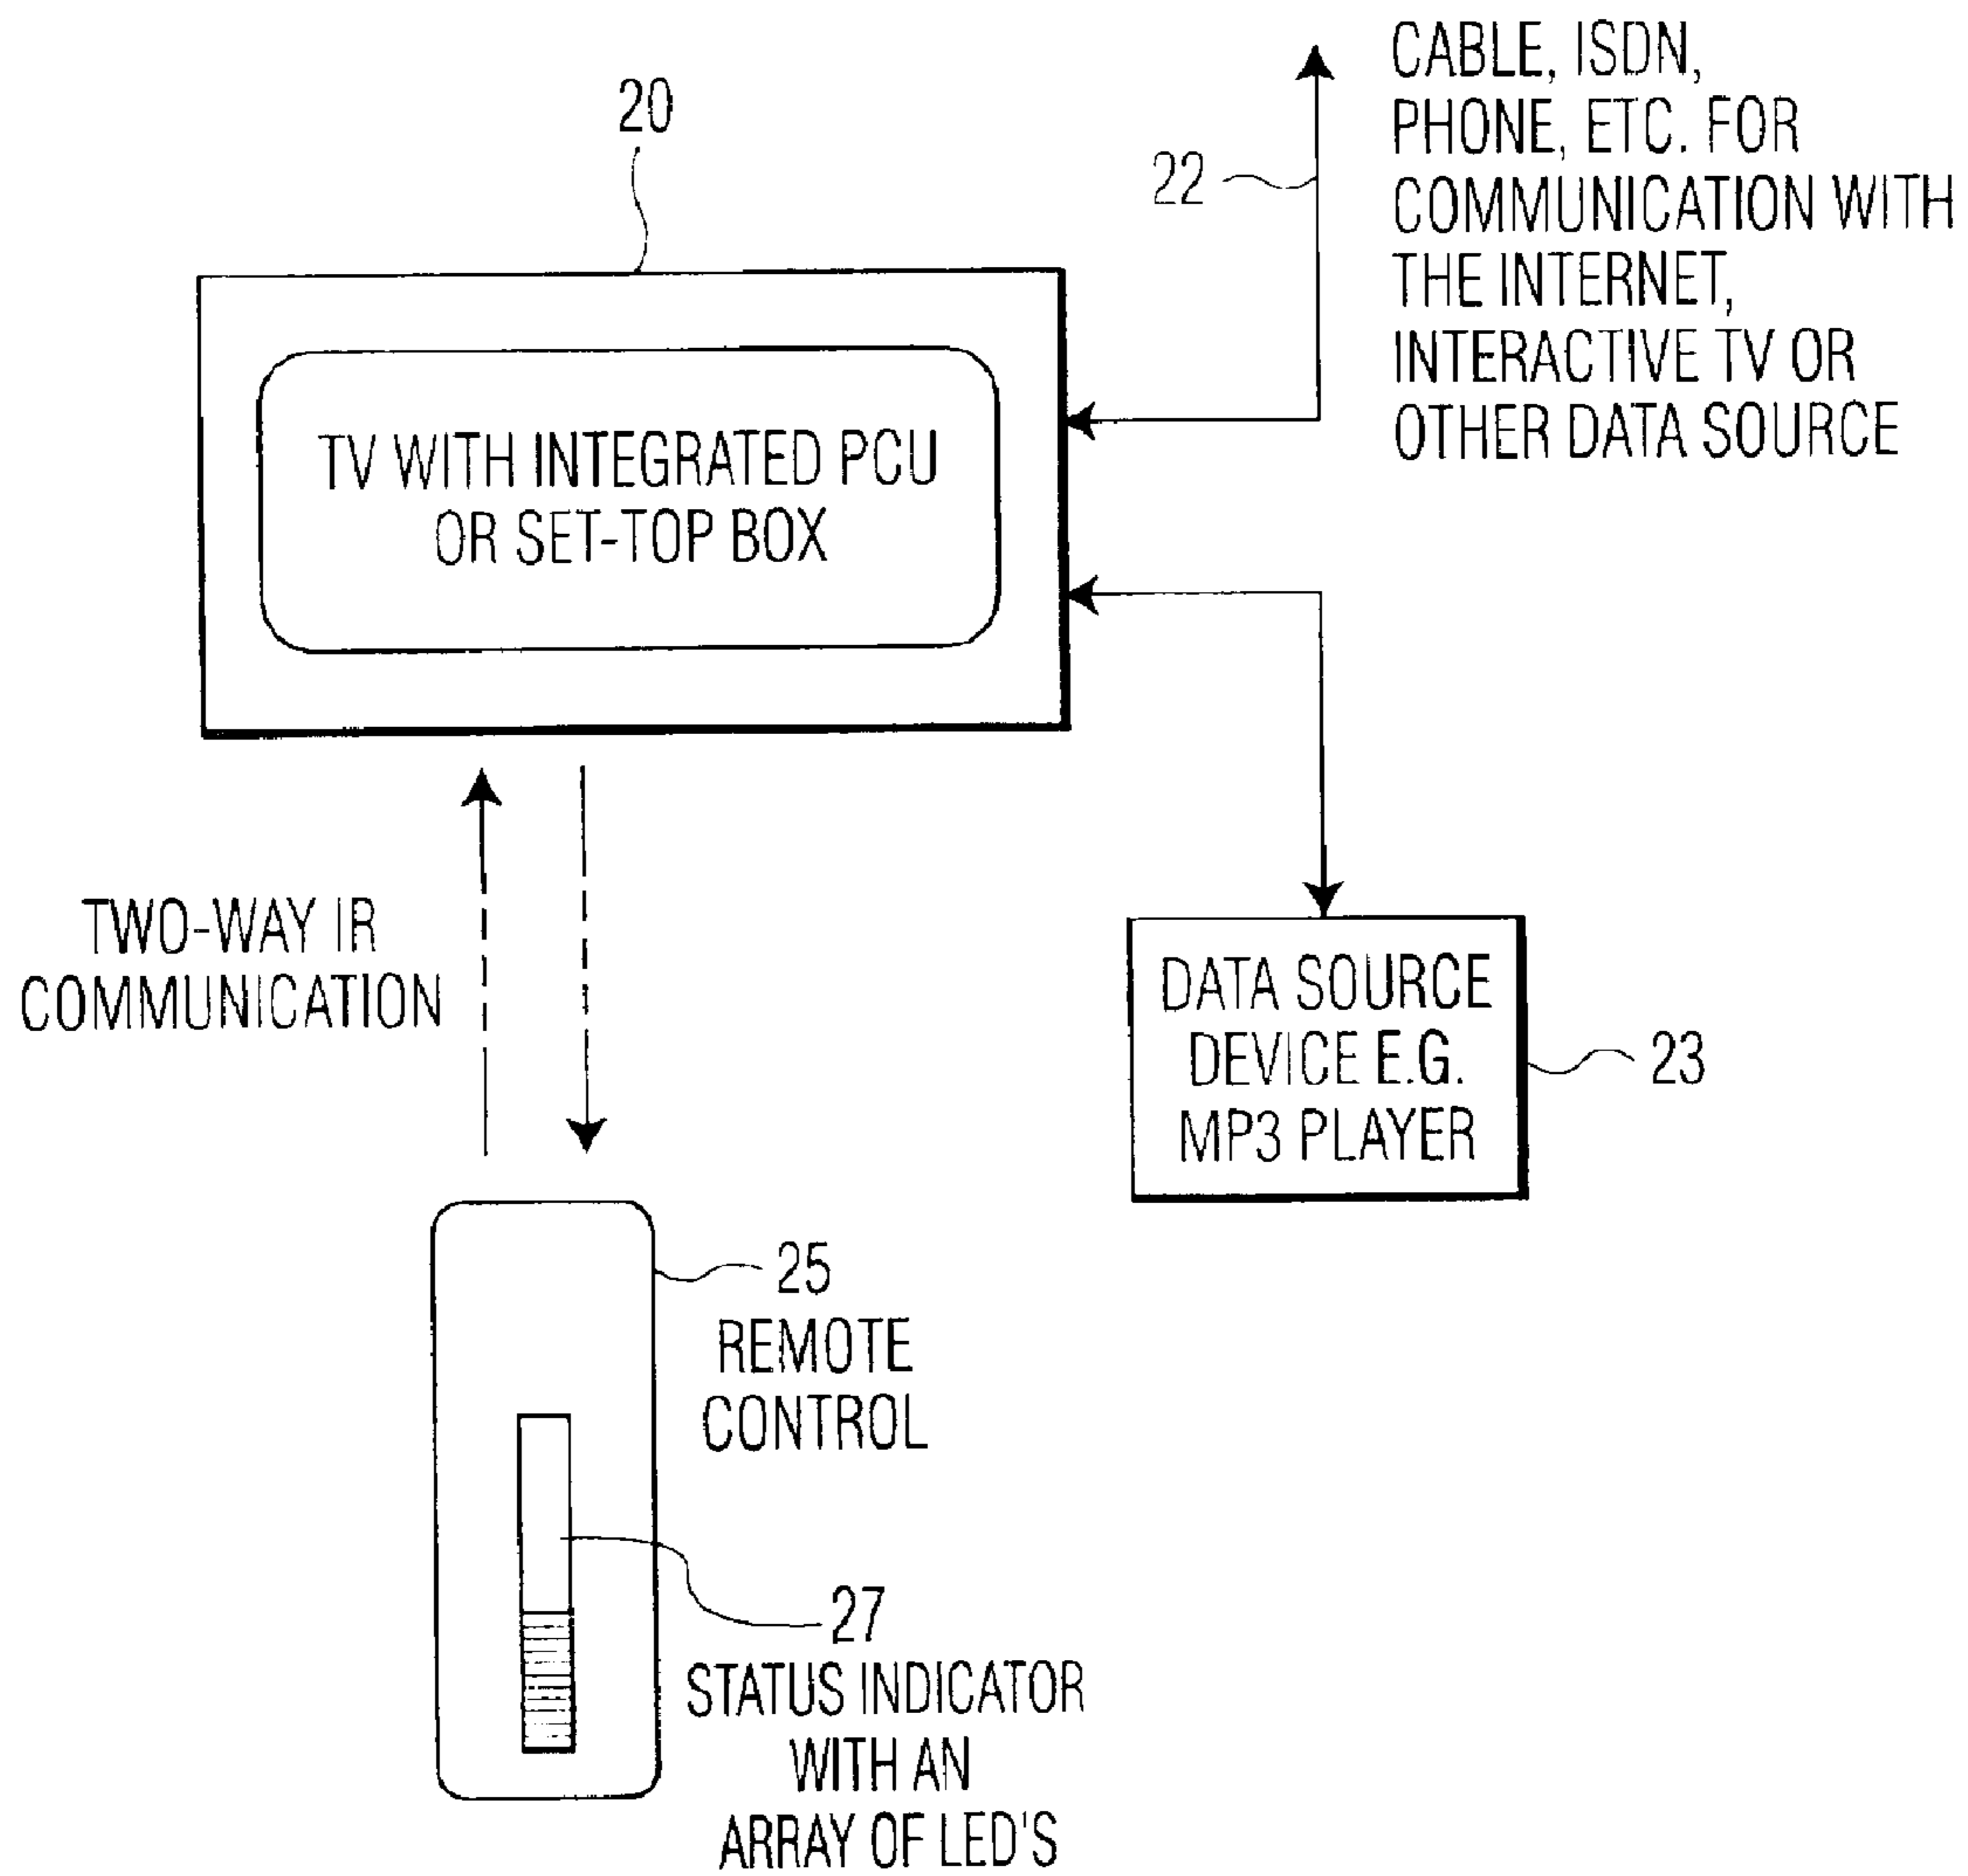 20
22
CABLE, ISDN,
PHONE, ETC. FOR
COMMUNICATION WITH
THE INTERNET,
INTERACTIVE TV OR
OTHER DATA SOURCE
TV WITH INTEGRATED PCU
OR SET-TOP BOX
TWO-WAY IR
COMMUNICATION
DATA SOURCE
DEVICE E.G.
MP3 PLAYER
23
25
REMOTE
CONTROL
27
STATUS INDICATOR
WITH AN
ARRAY OF LED'S